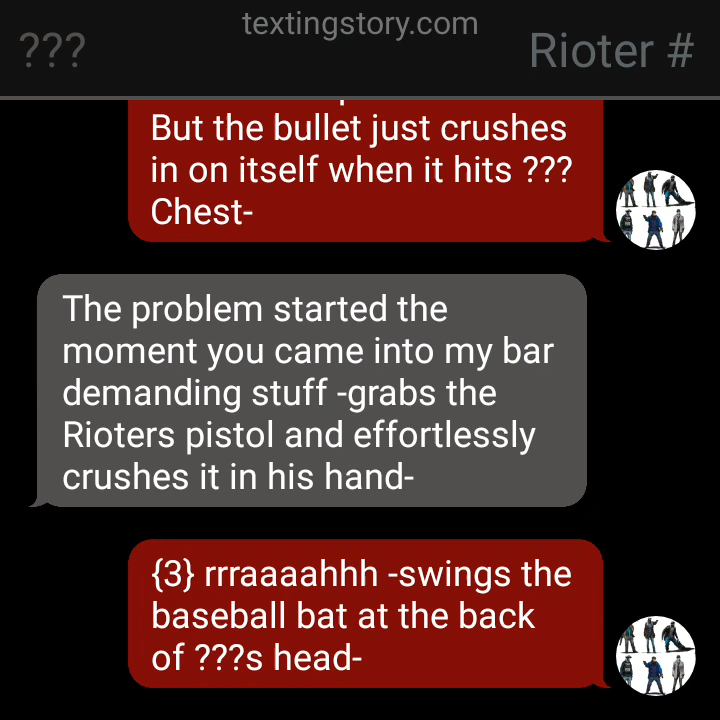 textingstory.com
??? Rioter #
But the bullet just crushes
in on itself when it hits ???
Chest-
The problem started the
moment you came into my bar
demanding stuff -grabs the
Rioters pistol and effortlessly
crushes it in his hand-
{3} rrraaaahhh -swings the
baseball bat at the back
of ???s head-